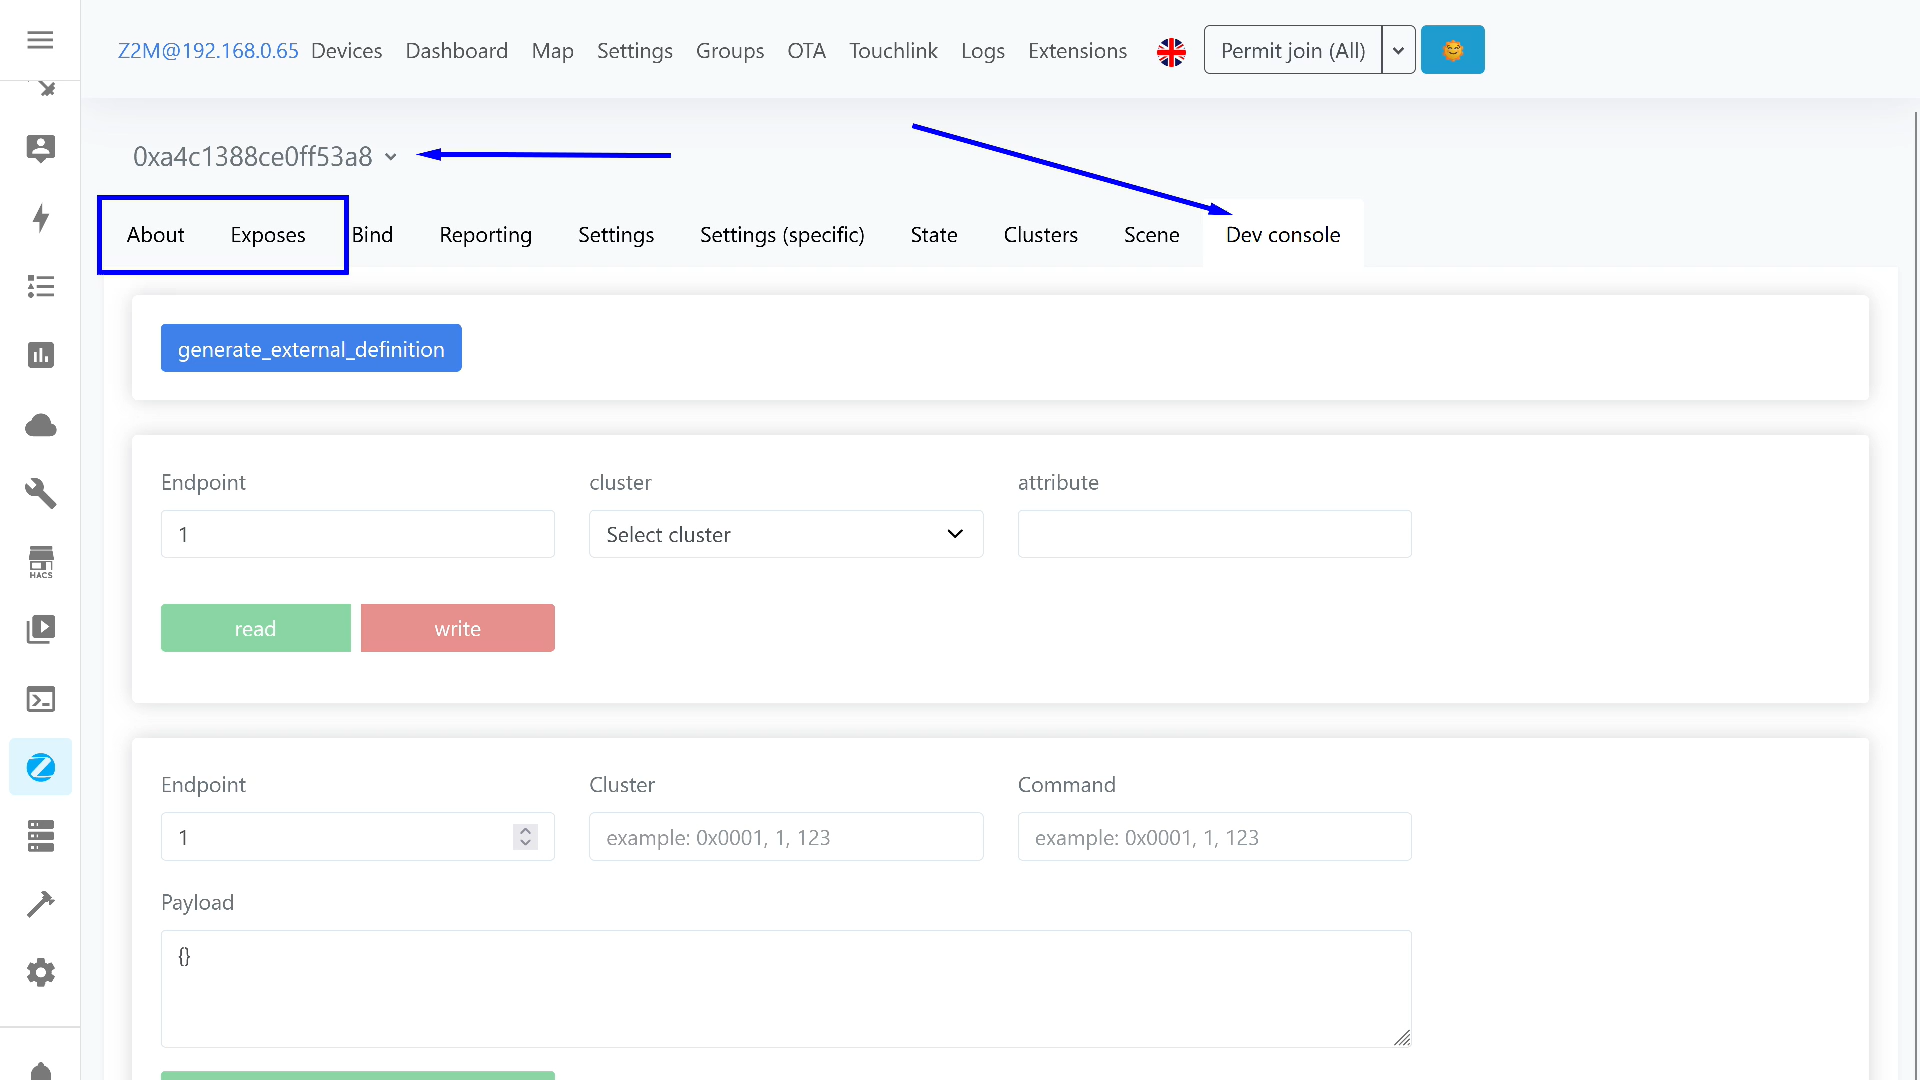 Z2M@192.168.0.65 Devices Dashboard Map Settings Groups OTA Touchlink Logs Extensions Permit join (All)
0xa4c1388ce0ff53a8
About Exposes Bind Reporting Settings Settings (specific) State Clusters Scene Dev console
generate_external_definition
Endpoint cluster attribute
1 Select cluster
HACS
read write
Endpoint Cluster Command
1 example: 0x0001, 1, 123 example: 0x0001, 1, 123
Payload
{}